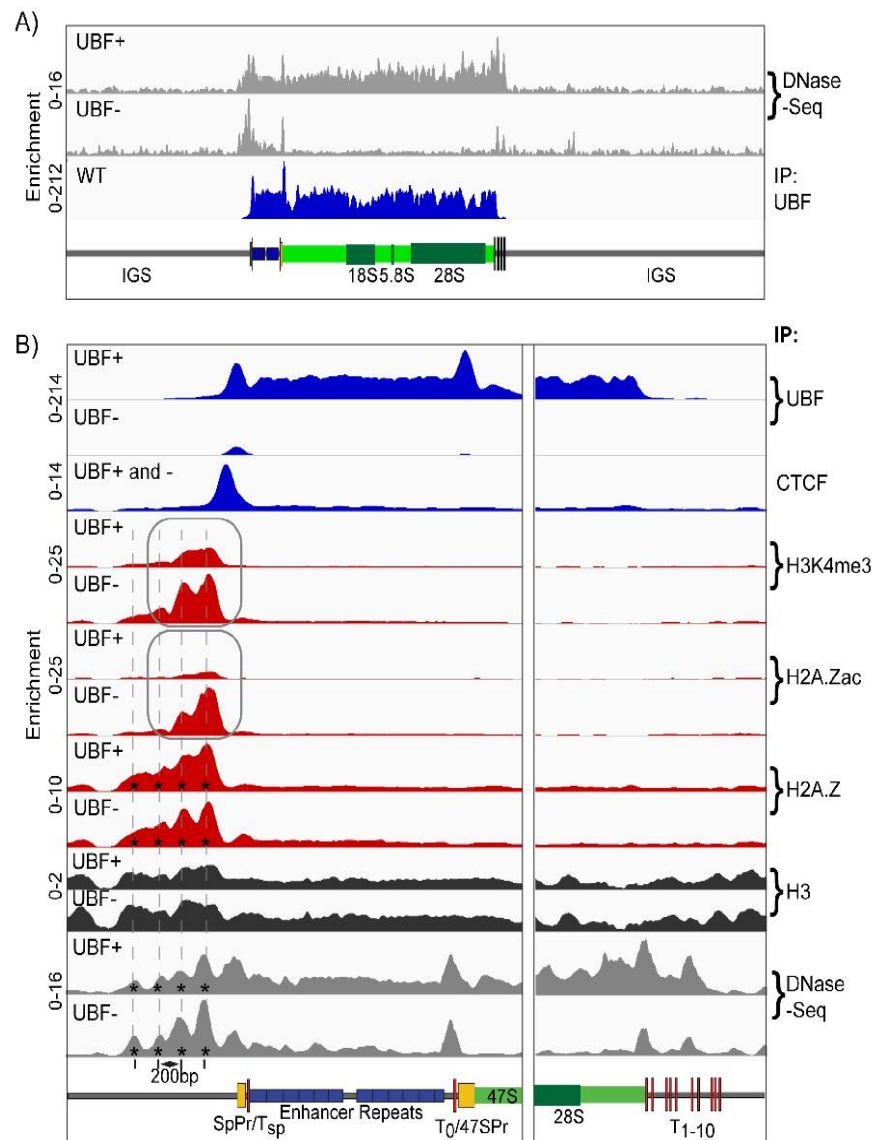 A)
UBF+
UBF-
WT
0-16
0-212
Enrichment
DNase
-Seq
IP:
UBF
IGS
18S
5.8S
28S
IGS
B)
IP:
UBF+
UBF-
0-214
UBF
UBF+ and -
0-14
CTCF
UBF+
UBF-
0-25
H3K4me3
UBF+
UBF-
0-25
H2A.Zac
Enrichment
UBF+
* * * *
UBF-
* * * *
0-10
H2A.Z
UBF+
UBF-
0-2
H3
UBF+
* * * *
UBF-
* * * *
0-16
DNase
-Seq
200bp
SpPr/Tsp
Enhancer Repeats
T0/47SPr
47S
28S
T1-10